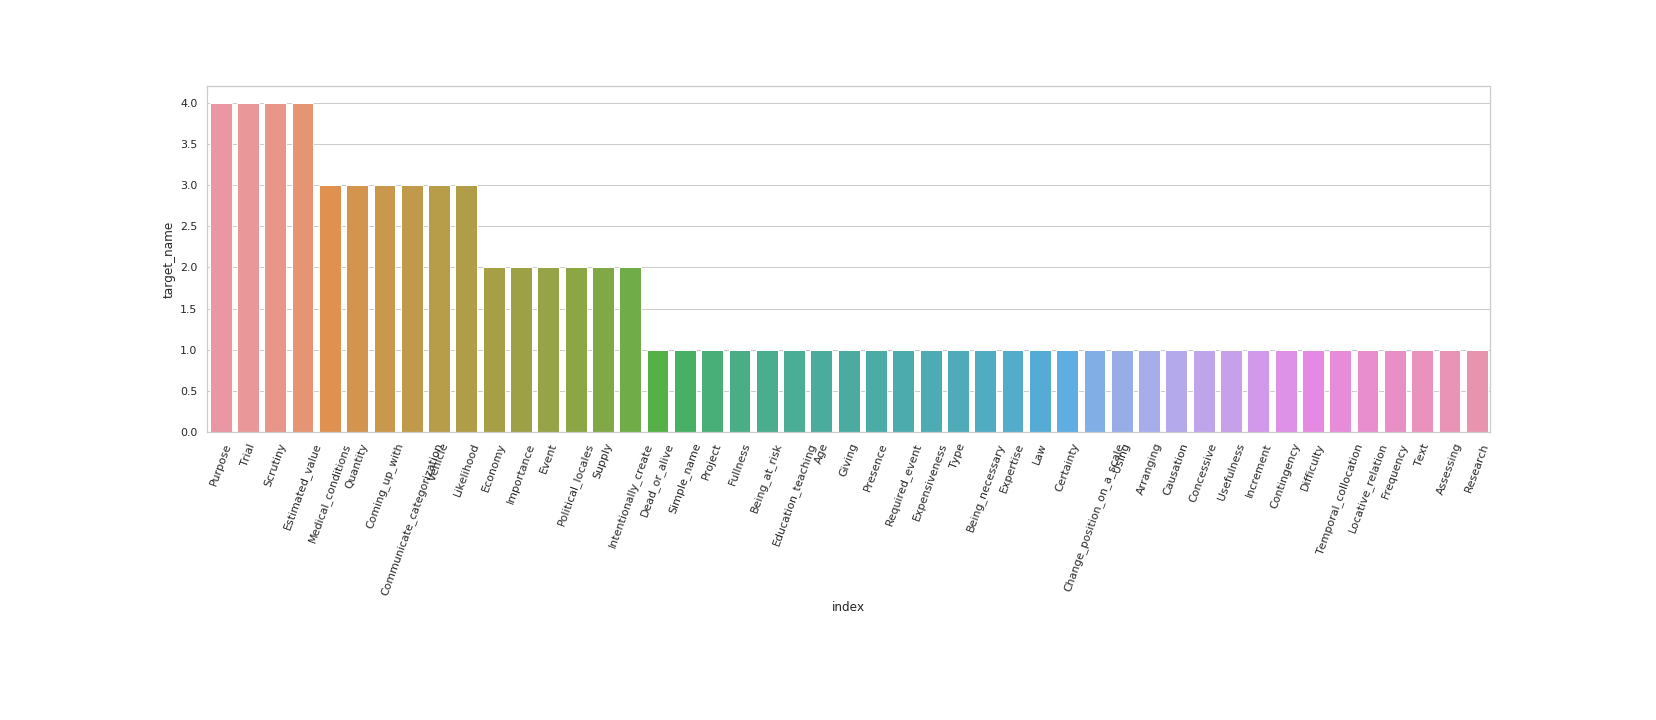 4.0
3.5
3.0
2.5
2.0
1.5
1.0
0.5
0.0
target_name
Purpose
Trial
Scrutiny
Estimated_value
Medical_conditions
Quantity
Coming_up_with
Communicate_categorization
Vehicle
Likelihood
Economy
Importance
Event
Political_locales
Supply
Intentionally_create
Dead_or_alive
Simple_name
Project
Fullness
Being_at_risk
Education_teaching
Age
Giving
Presence
Required_event
Expensiveness
Type
Being_necessary
Expertise
Law
Certainty
Change_position_on_a_scale
Using
Arranging
Causation
Concessive
Usefulness
Increment
Contingency
Difficulty
Temporal_collocation
Locative_relation
Frequency
Text
Assessing
Research
index